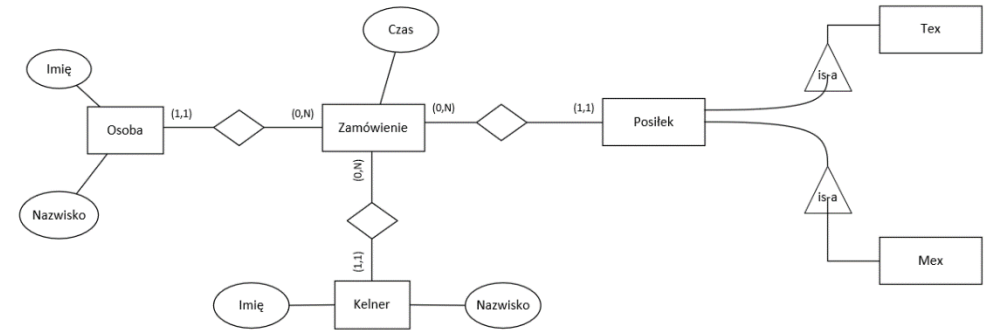 Czas
Tex
Imię
is-a
(1,1)
(0,N)
(0,N)
(1,1)
Osoba
Zamówienie
Posiłek
(0,N)
is-a
Nazwisko
(1,1)
Mex
Imię
Kelner
Nazwisko